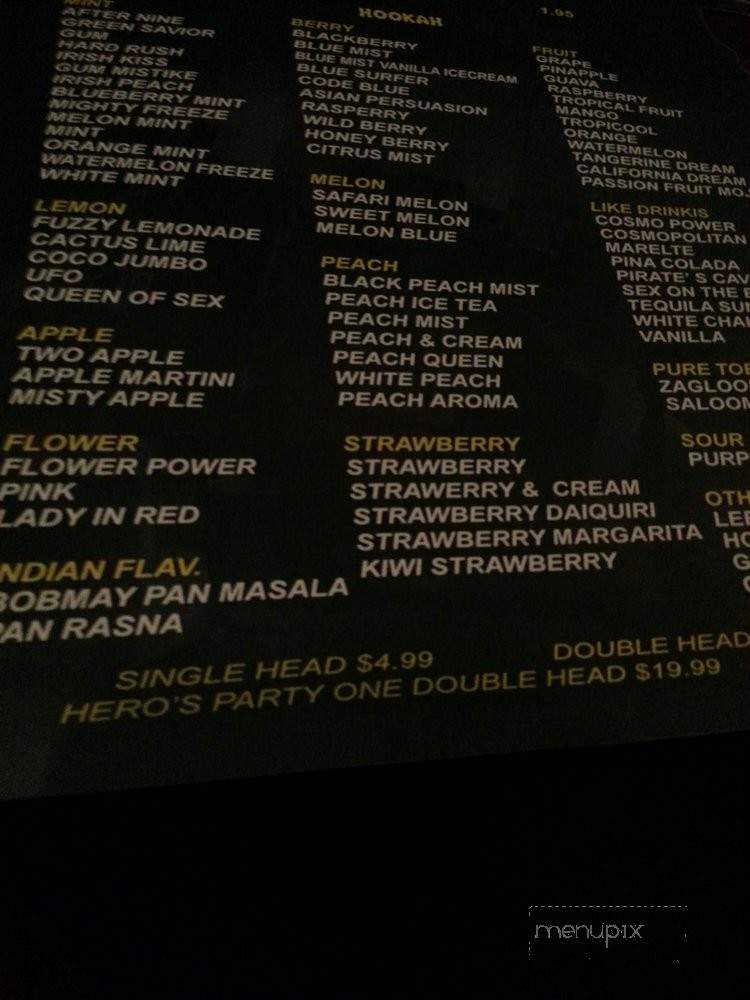 HOOKAH
1.95
MINT
AFTER NINE
GREEN SAVIOR
GUM
HARD RUSH
IRISH KISS
GUM MISTIKE
IRISH PEACH
BLUEBERRY MINT
MIGHTY FREEZE
MELON MINT
MINT
ORANGE MINT
WATERMELON FREEZE
WHITE MINT
LEMON
FUZZY LEMONADE
CACTUS LIME
COCO JUMBO
UFO
QUEEN OF SEX
APPLE
TWO APPLE
APPLE MARTINI
MISTY APPLE
FLOWER
FLOWER POWER
PINK
LADY IN RED
NDIAN FLAV.
BOBMAY PAN MASALA
PAN RASNA
BERRY
BLACKBERRY
BLUE MIST
BLUE MIST VANILLA ICECREAM
BLUE SURFER
CODE BLUE
ASIAN PERSUASION
RASPERRY
WILD BERRY
HONEY BERRY
CITRUS MIST
MELON
SAFARI MELON
SWEET MELON
MELON BLUE
PEACH
BLACK PEACH MIST
PEACH ICE TEA
PEACH MIST
PEACH & CREAM
PEACH QUEEN
WHITE PEACH
PEACH AROMA
STRAWBERRY
STRAWBERRY
STRAWERRY & CREAM
STRAWBERRY DAIQUIRI
STRAWBERRY MARGARITA
KIWI STRAWBERRY
FRUIT
GRAPE
PINAPPLE
GUAVA
RASPBERRY
TROPICAL FRUIT
MANGO
TROPICOOL
ORANGE
WATERMELON
TANGERINE DREAM
CALIFORNIA DREAM
PASSION FRUIT MO
LIKE DRINKIS
COSMO POWER
COSMOPOLITAN
MARELTE
PINA COLADA
PIRATE'S CAV
SEX ON THE
TEQUILA SU
WHITE CHA
VANILLA
PURE TO
ZAGLOO
SALOOM
SOUR
PURP
OTH
LE
HO
G
SINGLE HEAD $4.99
DOUBLE HEAD
HERO'S PARTY ONE DOUBLE HEAD $19.99
menupix